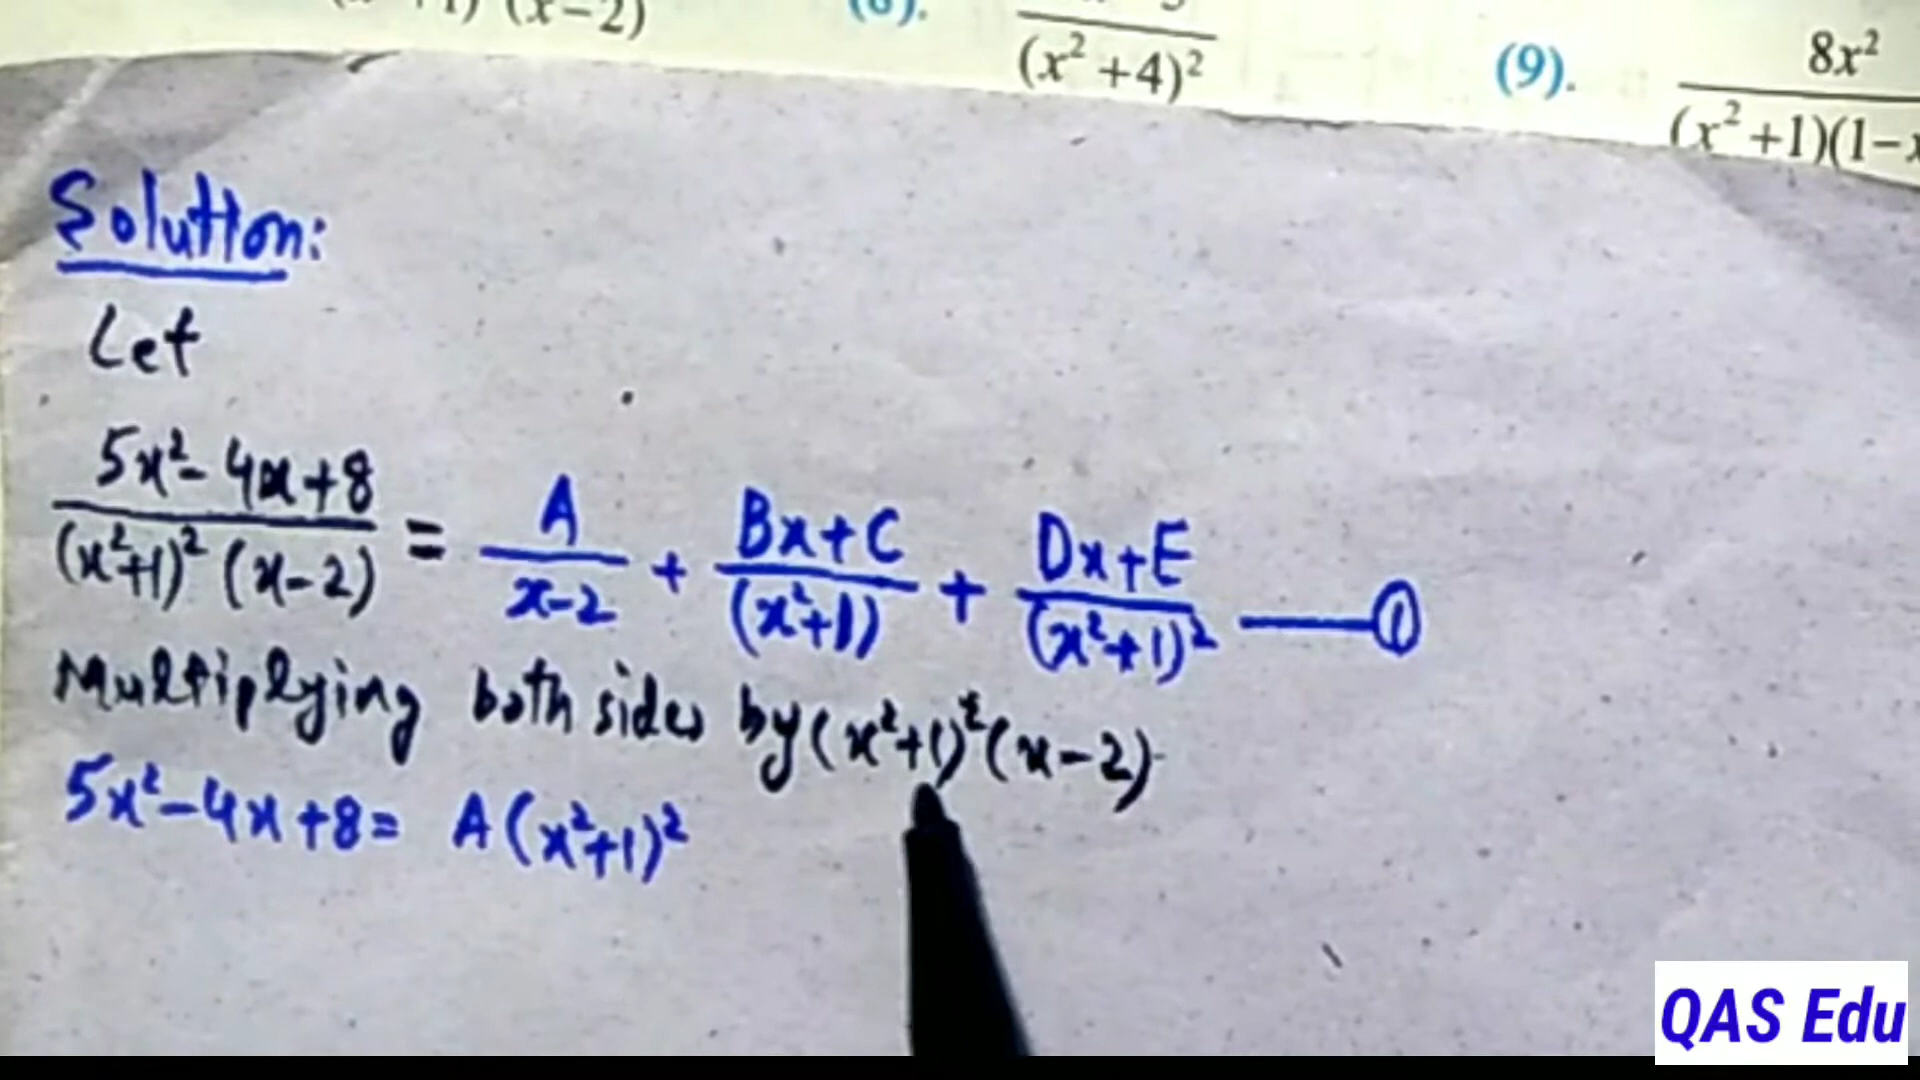 (x-2) (8). (9). 8x²
(x²+4)² (x²+1)(1-x
Solution:
Let
5x²-4x+8 / (x²+1)² (x-2) = A / x-2 + Bx+C / (x²+1) + Dx+E / (x²+1)² —— ①
Multiplying both sides by (x²+1)² (x-2)
5x²-4x+8 = A(x²+1)²
QAS Edu